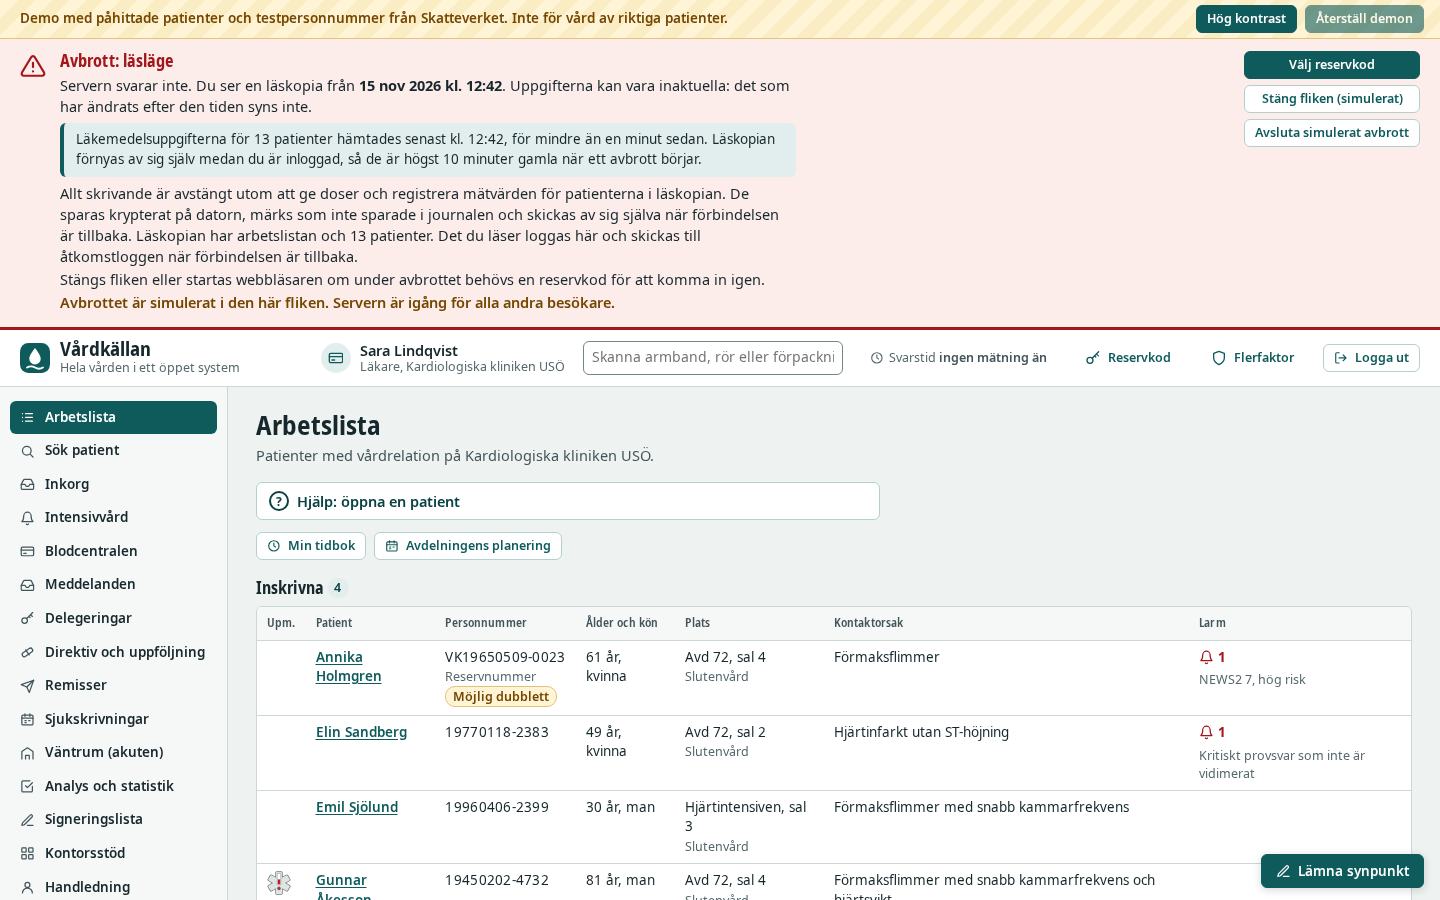 Demo med påhittade patienter och testpersonnummer från Skatteverket. Inte för vård av riktiga patienter.
Hög kontrast
Återställ demon
Avbrott: läsläge
Servern svarar inte. Du ser en läskopia från 15 nov 2026 kl. 12:42. Uppgifterna kan vara inaktuella: det som
har ändrats efter den tiden syns inte.
Läkemedelsuppgifterna för 13 patienter hämtades senast kl. 12:42, för mindre än en minut sedan. Läskopian
förnyas av sig själv medan du är inloggad, så de är högst 10 minuter gamla när ett avbrott börjar.
Allt skrivande är avstängt utom att ge doser och registrera mätvärden för patienterna i läskopian. De
sparas krypterat på datorn, märks som inte sparade i journalen och skickas av sig själva när förbindelsen
är tillbaka. Läskopian har arbetslistan och 13 patienter. Det du läser loggas här och skickas till
åtkomstloggen när förbindelsen är tillbaka.
Stängs fliken eller startas webbläsaren om under avbrottet behövs en reservkod för att komma in igen.
Avbrottet är simulerat i den här fliken. Servern är igång för alla andra besökare.
Välj reservkod
Stäng fliken (simulerat)
Avsluta simulerat avbrott
Vårdkällan
Hela vården i ett öppet system
Sara Lindqvist
Läkare, Kardiologiska kliniken USÖ
Skanna armband, rör eller förpackni
Svarstid ingen mätning än
Reservkod
Flerfaktor
Logga ut
Arbetslista
Sök patient
Inkorg
Intensivvård
Blodcentralen
Meddelanden
Delegeringar
Direktiv och uppföljning
Remisser
Sjukskrivningar
Väntrum (akuten)
Analys och statistik
Signeringslista
Kontorsstöd
Handledning
Arbetslista
Patienter med vårdrelation på Kardiologiska kliniken USÖ.
? Hjälp: öppna en patient
Min tidbok
Avdelningens planering
Inskrivna 4
Upm. Patient Personnummer Ålder och kön Plats Kontaktorsak Larm
Annika Holmgren VK19650509-0023 Reservnummer Möjlig dubblett 61 år, kvinna Avd 72, sal 4 Slutenvård Förmaksflimmer 1 NEWS2 7, hög risk
Elin Sandberg 19770118-2383 49 år, kvinna Avd 72, sal 2 Slutenvård Hjärtinfarkt utan ST-höjning 1 Kritiskt provsvar som inte är vidimerat
Emil Sjölund 19960406-2399 30 år, man Hjärtintensiven, sal 3 Slutenvård Förmaksflimmer med snabb kammarfrekvens
Gunnar Åkesson 19450202-4732 81 år, man Avd 72, sal 4 Slutenvård Förmaksflimmer med snabb kammarfrekvens och hjärtsvikt
Lämna synpunkt